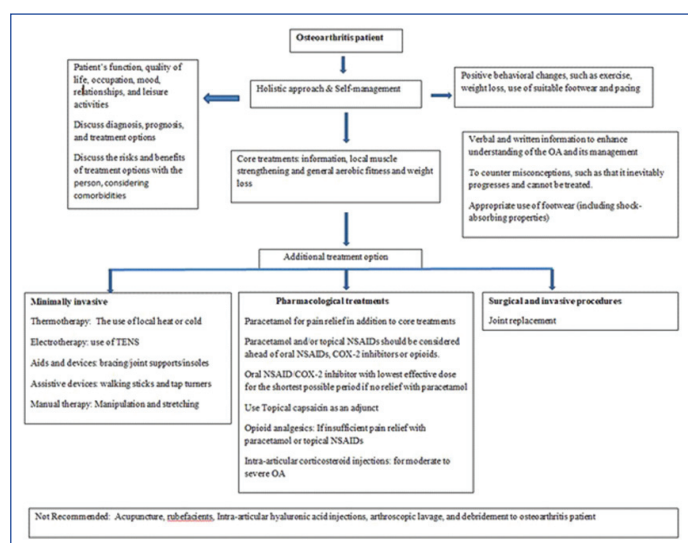 Osteoarthritis patient
Patient's function, quality of
life, occupation, mood,
relationships, and leisure
activities
Discuss diagnosis, prognosis,
and treatment options
Discuss the risks and benefits
of treatment options with the
person, considering
comorbidities
Holistic approach & Self-management
Positive behavioral changes, such as exercise,
weight loss, use of suitable footwear and pacing
Core treatments: information, local muscle
strengthening and general aerobic fitness and weight
loss
Verbal and written information to enhance
understanding of the OA and its management
To counter misconceptions, such as that it inevitably
progresses and cannot be treated.
Appropriate use of footwear (including shock-
absorbing properties)
Additional treatment option
Minimally invasive
Thermotherapy: The use of local heat or cold
Electrotherapy: use of TENS
Aids and devices: bracing/joint supports/insoles
Assistive devices: walking sticks and tap turners
Manual therapy: Manipulation and stretching
Pharmacological treatments
Paracetamol for pain relief in addition to core treatments
Paracetamol and/or topical NSAIDs should be considered
ahead of oral NSAIDs, COX-2 inhibitors or opioids.
Oral NSAID/COX-2 inhibitor with lowest effective dose
for the shortest possible period if no relief with paracetamol
Use Topical capsaicin as an adjunct
Opioid analgesics: If insufficient pain relief with
paracetamol or topical NSAIDs
Intra-articular corticosteroid injections: for moderate to
severe OA
Surgical and invasive procedures
Joint replacement
Not Recommended: Acupuncture, rubefacients, Intra-articular hyaluronic acid injections, arthroscopic lavage, and debridement to osteoarthritis patient